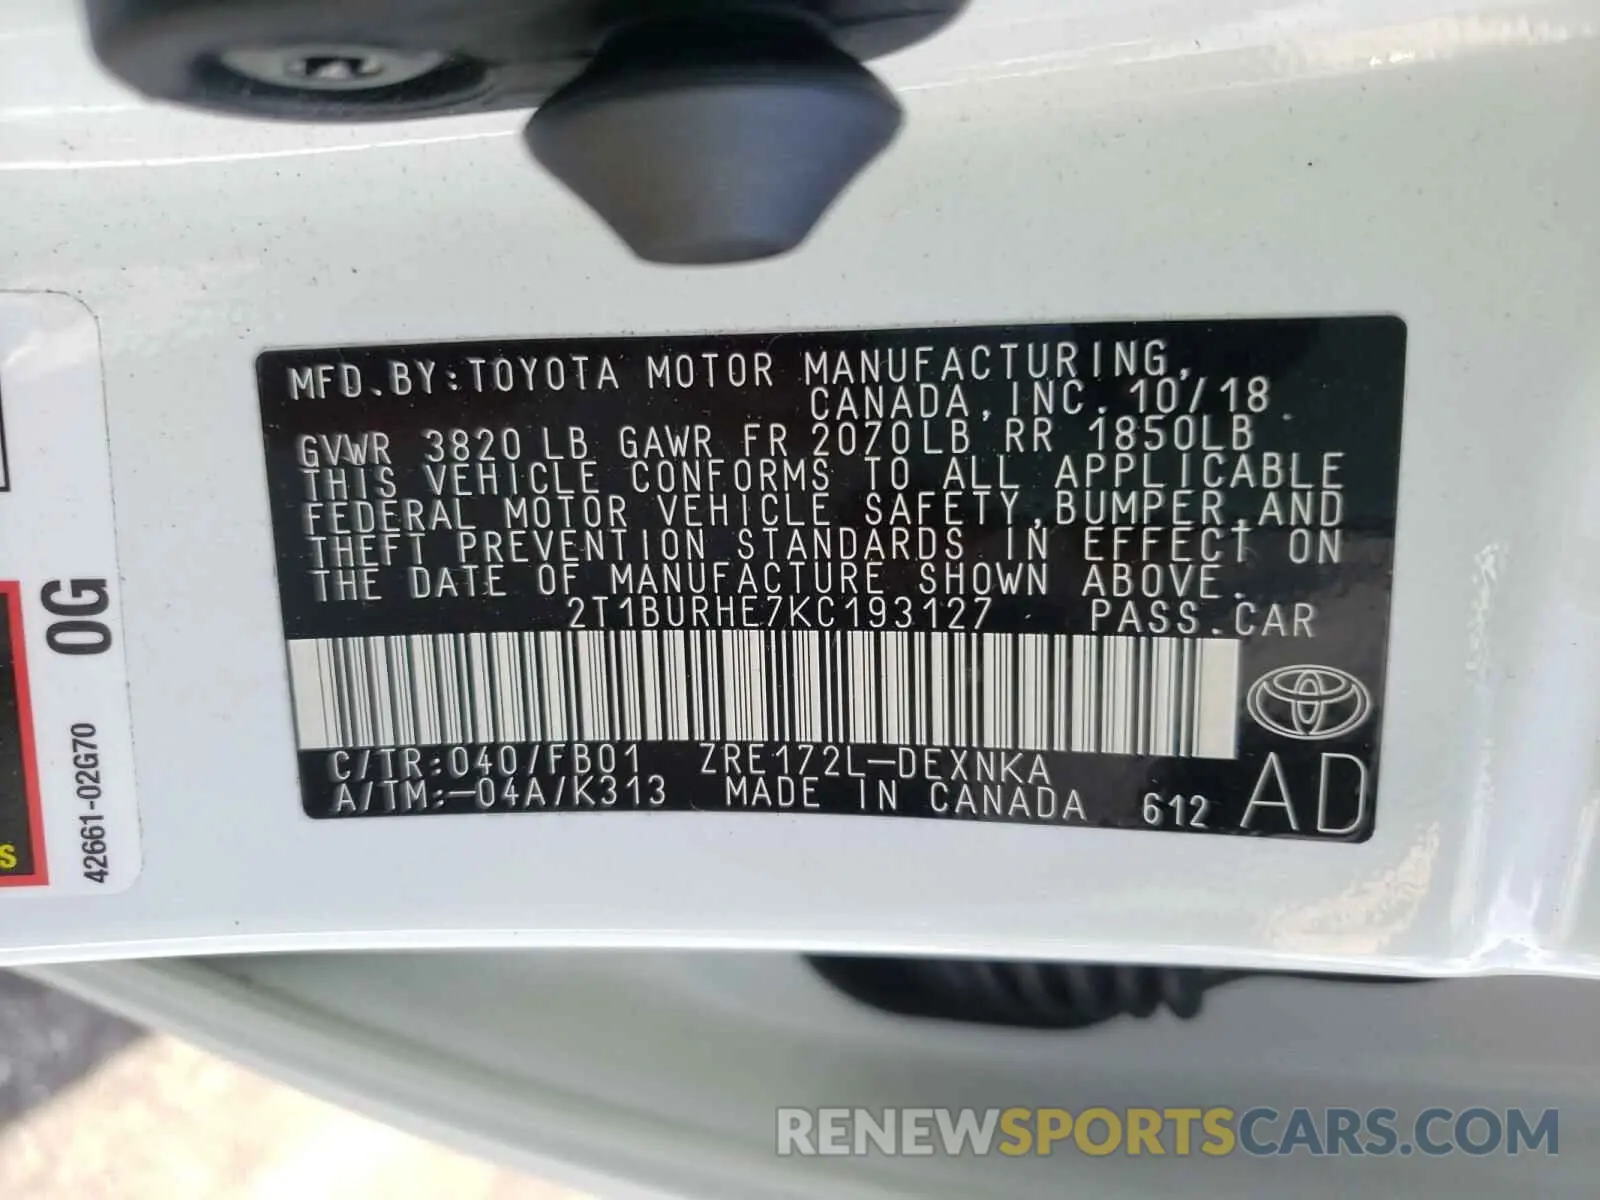 MFD.BY:TOYOTA MOTOR MANUFACTURING,
CANADA,INC. 10/18
GVWR 3820LB GAWR FR 2070LB RR 1850LB
THIS VEHICLE CONFORMS TO ALL APPLICABLE
FEDERAL MOTOR VEHICLE SAFETY,BUMPER,AND
THEFT PREVENTION STANDARDS IN EFFECT ON
THE DATE OF MANUFACTURE SHOWN ABOVE.
2T1BURHE7KC193127 PASS.CAR
C/TR:040/FB01 ZRE172L-DEXNKA
A/TM:-04A/K313 MADE IN CANADA 612 AD
0G
42661-02G70
S
RENEWSPORTSCARS.COM